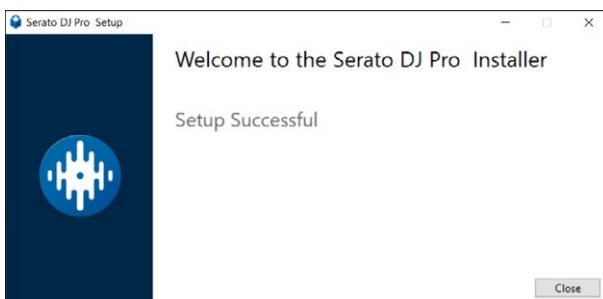 Serato DJ Pro Setup
Welcome to the Serato DJ Pro Installer
Setup Successful
Close